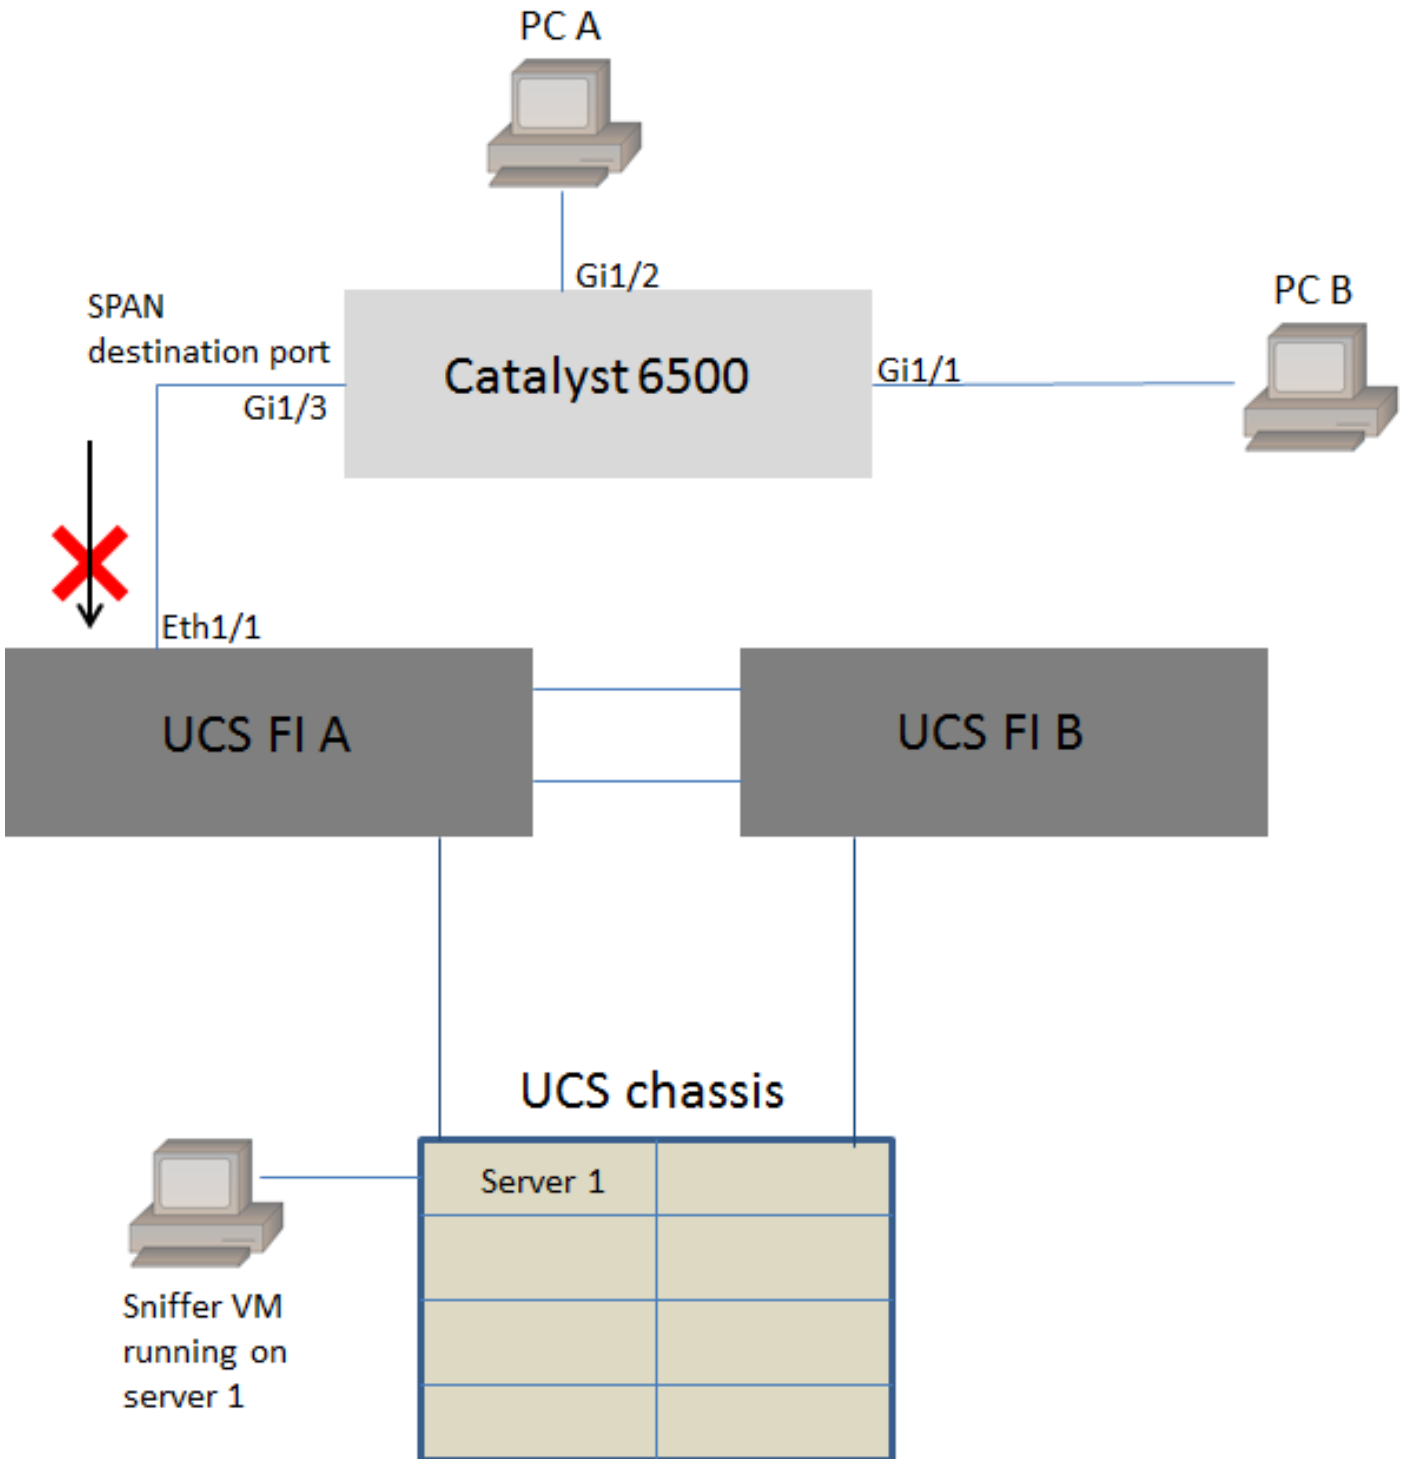 PC A
Gi1/2
SPAN
destination port
PC B
Catalyst 6500
Gi1/1
Gi1/3
Eth1/1
UCS FI A
UCS FI B
UCS chassis
Server 1
Sniffer VM
running on
server 1